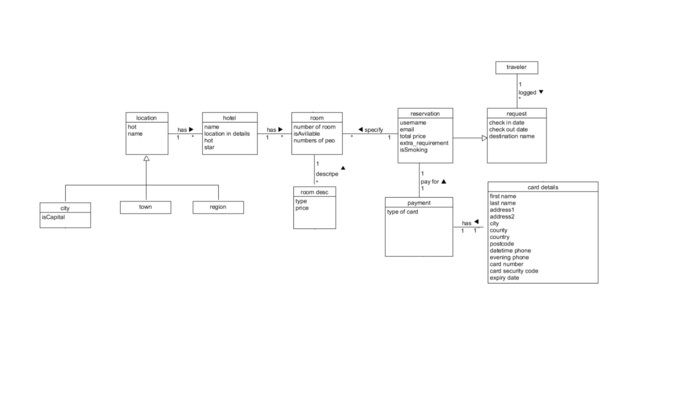 traveler
1
logged ▼
*
location
hot
name
has ▶
1 *
hotel
name
location in details
hot
star
has ▶
1 *
room
number of room
isAviliable
numbers of peo
◀ specify
* 1
reservation
username
email
total price
extra_requirement
isSmoking
request
check in date
check out date
destination name
1
descripe ▲
*
room desc
type
price
1
pay for ▲
1
payment
type of card
has ◀
1 1
card details
first name
last name
address1
address2
city
county
country
postcode
datetime phone
evening phone
card number
card security code
expiry date
city
isCapital
town
region